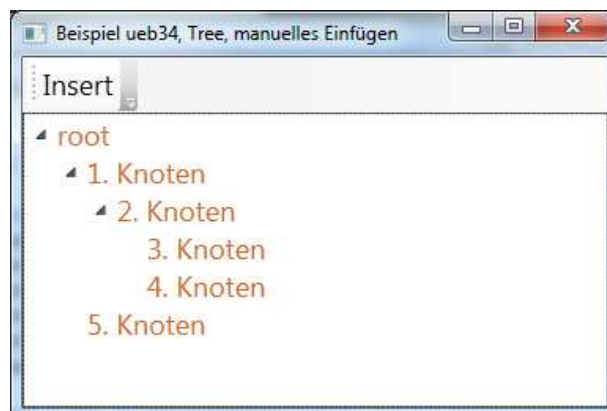 Beispiel ueb34, Tree, manuelles Einfügen
Insert
root
1. Knoten
2. Knoten
3. Knoten
4. Knoten
5. Knoten